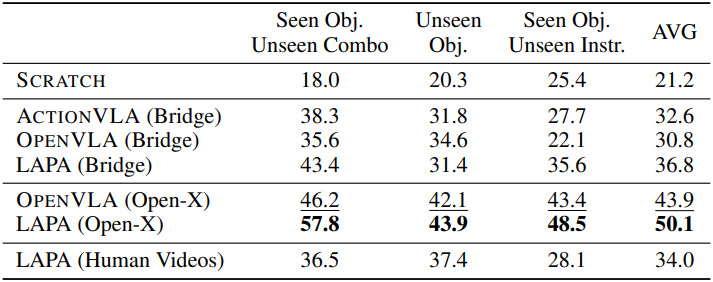 Seen Obj. Unseen Seen Obj. AVG
Unseen Combo Obj. Unseen Instr.
SCRATCH 18.0 20.3 25.4 21.2
ACTIONVLA (Bridge) 38.3 31.8 27.7 32.6
OPENVLA (Bridge) 35.6 34.6 22.1 30.8
LAPA (Bridge) 43.4 31.4 35.6 36.8
OPENVLA (Open-X) 46.2 42.1 43.4 43.9
LAPA (Open-X) 57.8 43.9 48.5 50.1
LAPA (Human Videos) 36.5 37.4 28.1 34.0